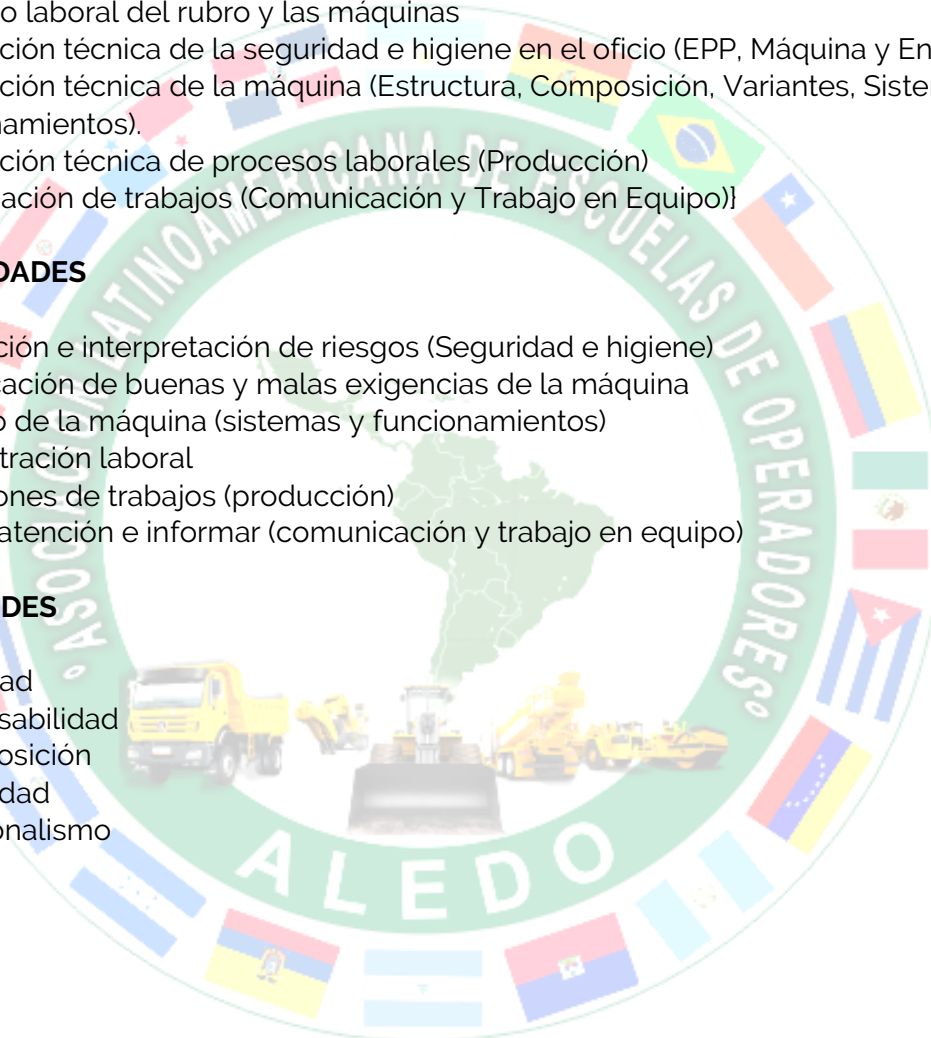 o laboral del rubro y las máquinas
ción técnica de la seguridad e higiene en el oficio (EPP, Máquina y En
ción técnica de la máquina (Estructura, Composición, Variantes, Sister
namientos).
ción técnica de procesos laborales (Producción)
ación de trabajos (Comunicación y Trabajo en Equipo)}
DADES
ción e interpretación de riesgos (Seguridad e higiene)
cación de buenas y malas exigencias de la máquina
o de la máquina (sistemas y funcionamientos)
tración laboral
ones de trabajos (producción)
atención e informar (comunicación y trabajo en equipo)
DES
ad
sabilidad
osición
dad
onalismo
° ASOCIACION LATINOAMERICANA DE ESCUELAS DE OPERADORES°
ALEDO